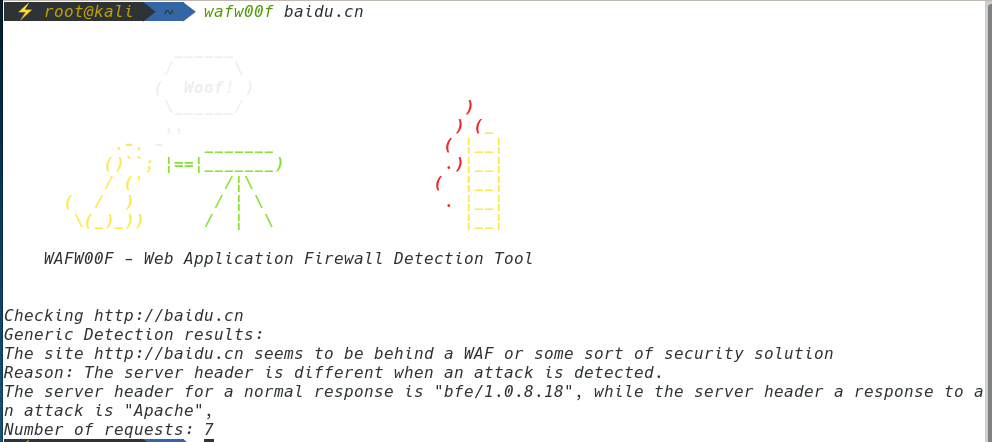 ⚡ root@kali ~ wafw00f baidu.cn
Woof!
WAFW00F - Web Application Firewall Detection Tool
Checking http://baidu.cn
Generic Detection results:
The site http://baidu.cn seems to be behind a WAF or some sort of security solution
Reason: The server header is different when an attack is detected.
The server header for a normal response is "bfe/1.0.8.18", while the server header a response to a
n attack is "Apache",
Number of requests: 7